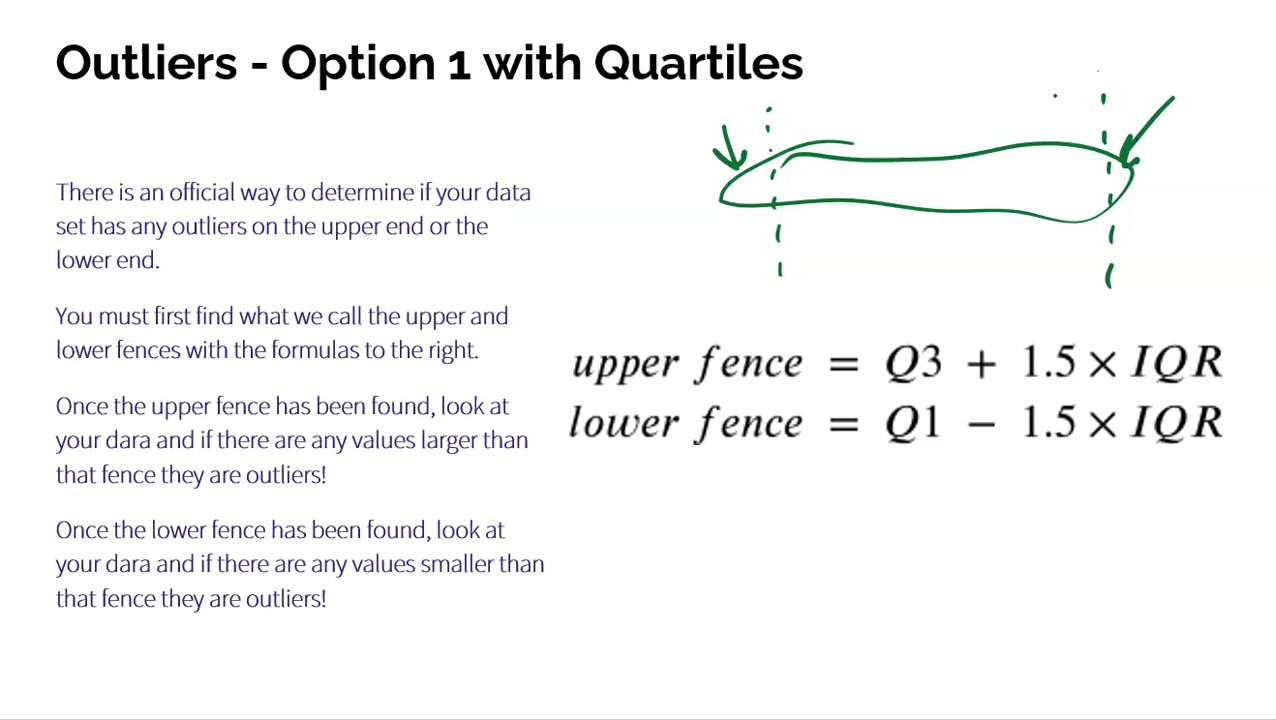 Outliers - Option 1 with Quartiles
There is an official way to determine if your data
set has any outliers on the upper end or the
lower end.
You must first find what we call the upper and
lower fences with the formulas to the right.
Once the upper fence has been found, look at
your dara and if there are any values larger than
that fence they are outliers!
Once the lower fence has been found, look at
your dara and if there are any values smaller than
that fence they are outliers!
upper fence = Q3 + 1.5 × IQR
lower fence = Q1 − 1.5 × IQR